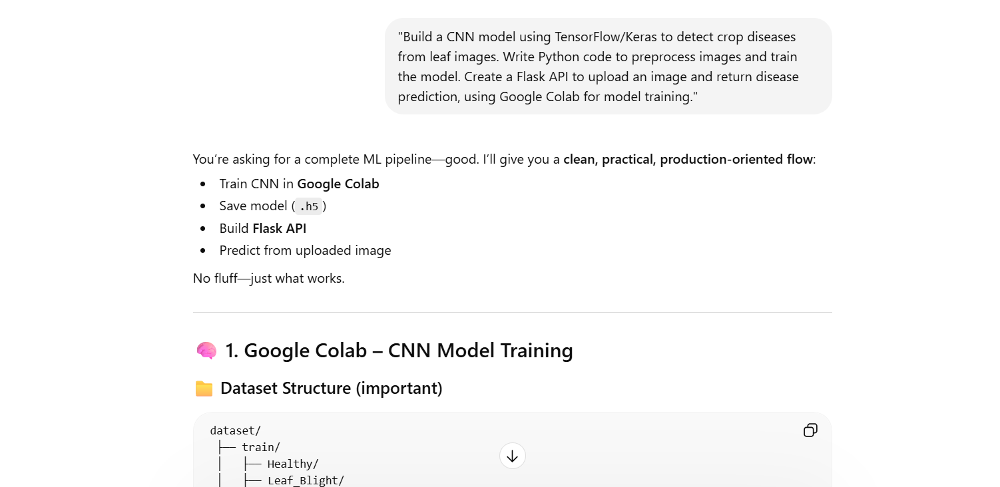 "Build a CNN model using TensorFlow/Keras to detect crop diseases
from leaf images. Write Python code to preprocess images and train
the model. Create a Flask API to upload an image and return disease
prediction, using Google Colab for model training."
You’re asking for a complete ML pipeline—good. I’ll give you a clean, practical, production-oriented flow:
• Train CNN in Google Colab
• Save model (.h5)
• Build Flask API
• Predict from uploaded image
No fluff—just what works.
🧠 1. Google Colab – CNN Model Training
📁 Dataset Structure (important)
dataset/
├── train/
│   ├── Healthy/
│   ├── Leaf_Blight/